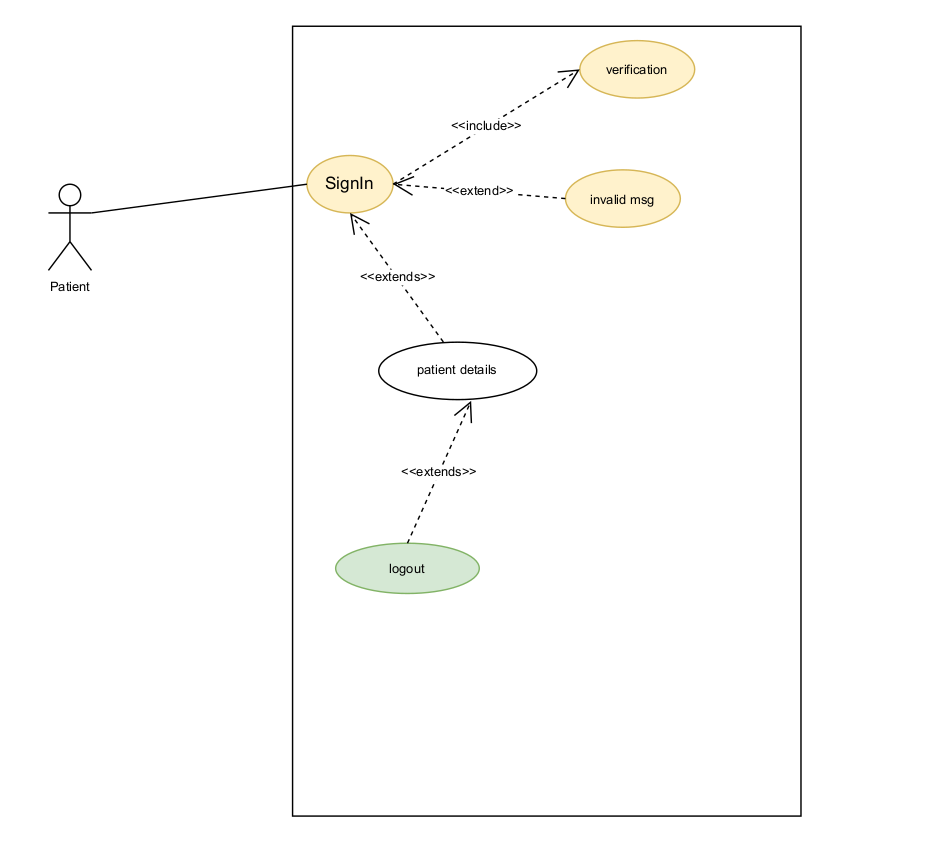 verification
<<include>>
SignIn
<<extend>>
invalid msg
<<extends>>
Patient
patient details
<<extends>>
logout